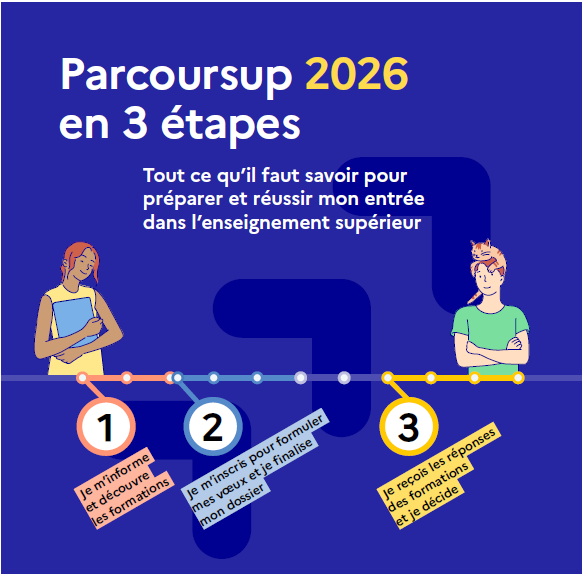 Parcoursup 2026
en 3 étapes
Tout ce qu’il faut savoir pour
préparer et réussir mon entrée
dans l’enseignement supérieur
1
Je m’informe
et découvre
les formations
2
Je m’inscris pour formuler
mes vœux et je finalise
mon dossier
3
Je reçois les réponses
des formations
et je décide